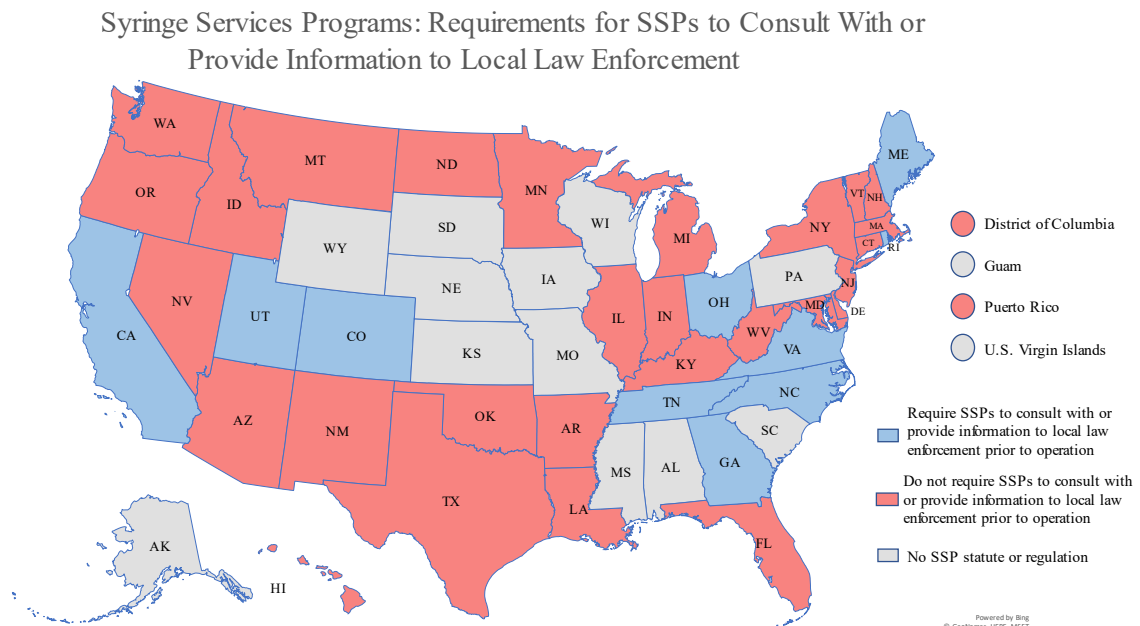 Syringe Services Programs: Requirements for SSPs to Consult With or
Provide Information to Local Law Enforcement
WA
MT
ND
MN
ME
OR
ID
SD
WI
MI
NY
VT
NH
MA
CT
RI
WY
NE
IA
PA
NJ
NV
UT
CO
KS
MO
IL
IN
OH
WV
MD
DE
CA
KY
VA
AZ
NM
OK
AR
TN
NC
SC
TX
LA
MS
AL
GA
FL
AK
HI
District of Columbia
Guam
Puerto Rico
U.S. Virgin Islands
Require SSPs to consult with or
provide information to local law
enforcement prior to operation
Do not require SSPs to consult with
or provide information to local law
enforcement prior to operation
No SSP statute or regulation
Powered by Bing